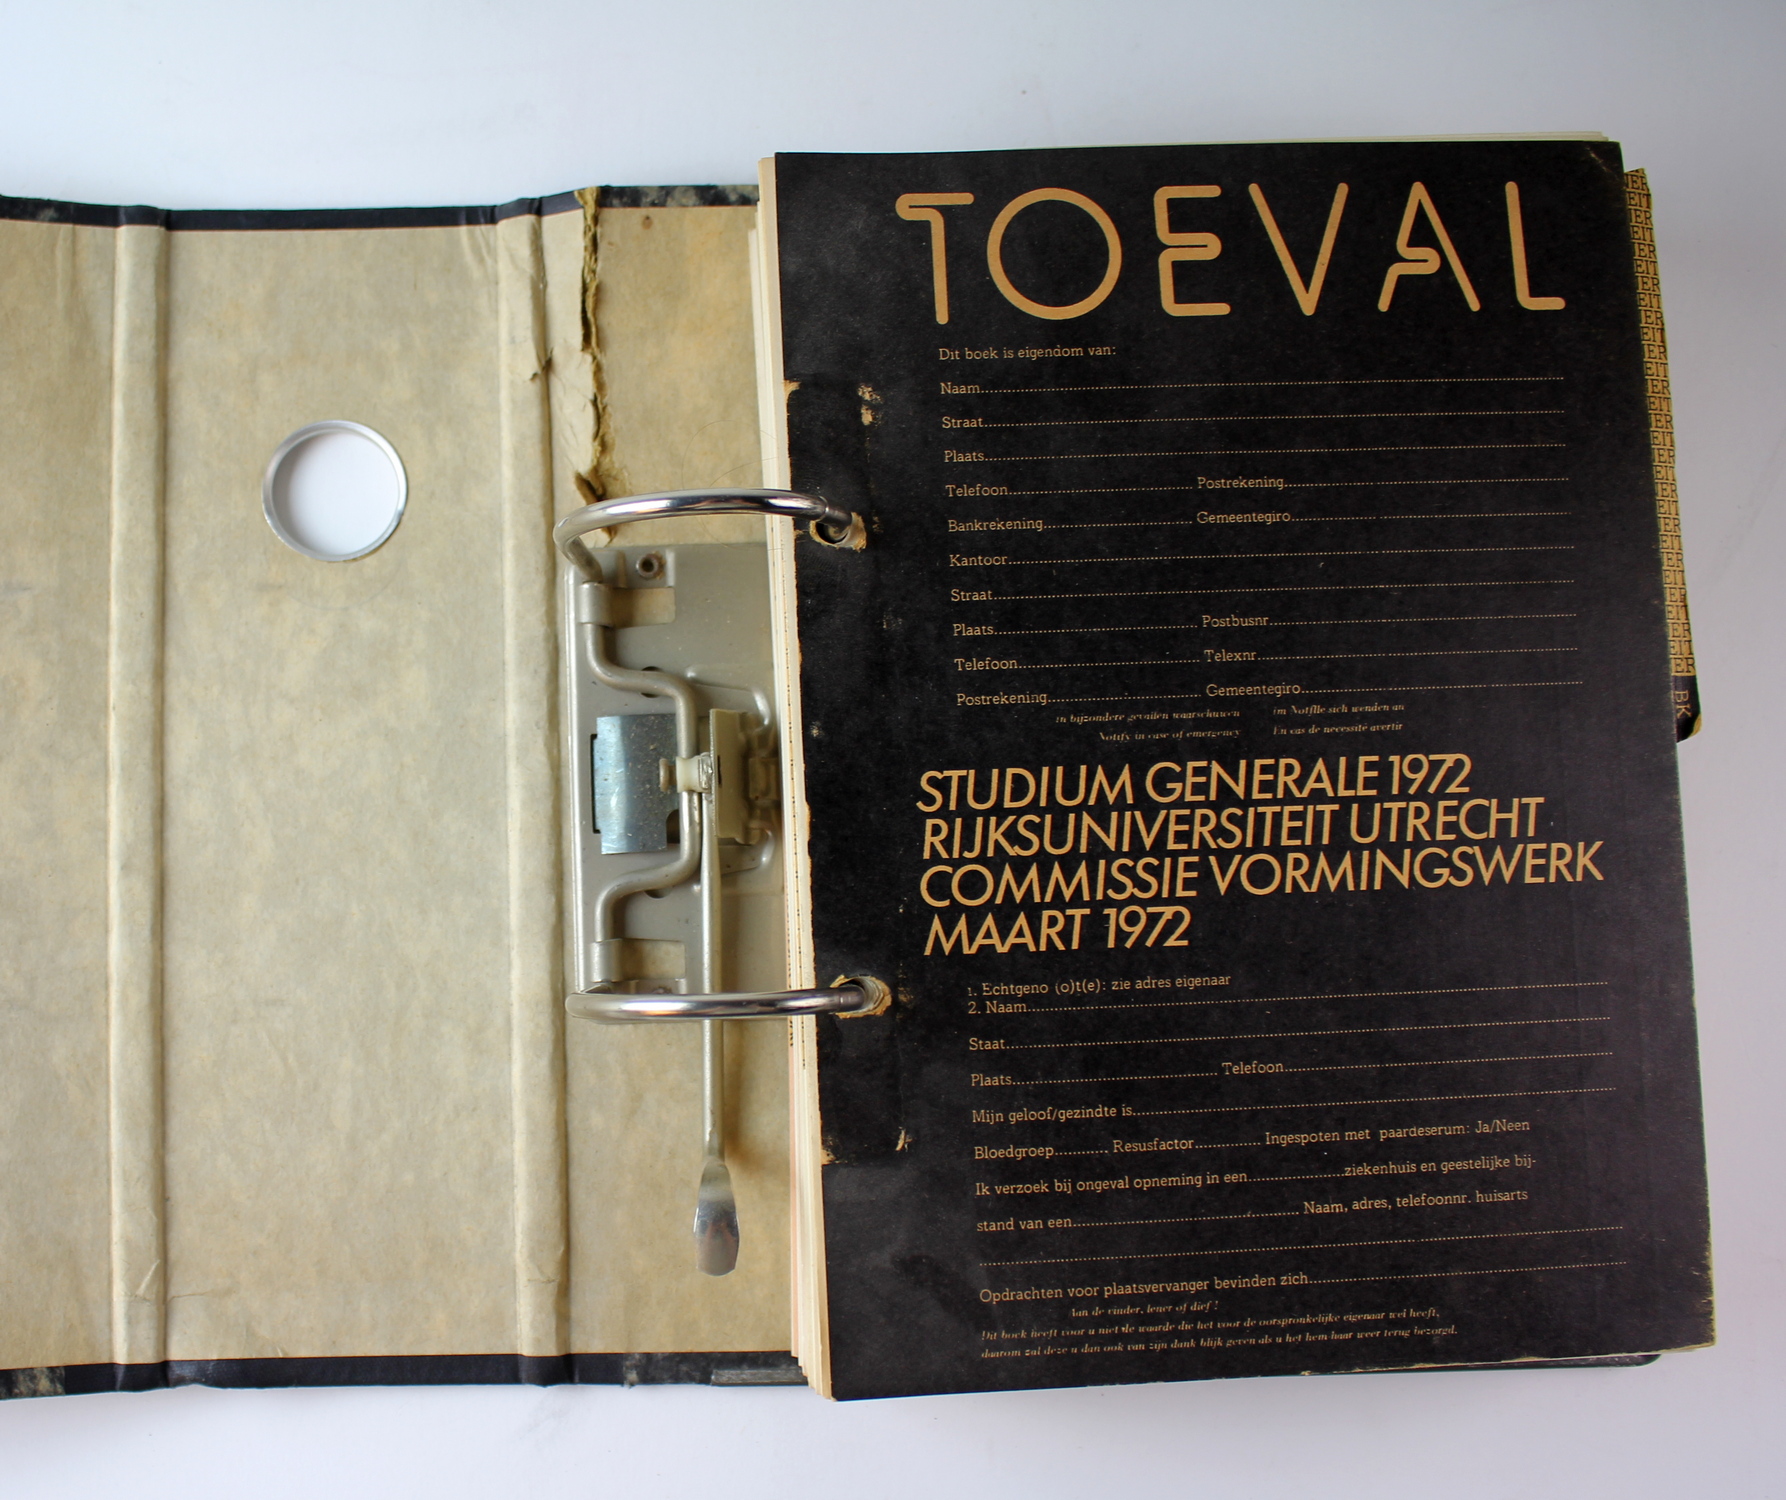 TOEVAL
Dit boek is eigendom van:
Naam
Straat
Plaats
Telefoon Postrekening
Bankrekening Gemeentegiro
Kantoor
Straat
Plaats Postbusnr
Telefoon Telexnr
Postrekening Gemeentegiro
in bijzondere gevallen waarschuwen im Notflle sich wenden an
Notify in case of emergency En cas de necessité avertir
STUDIUM GENERALE 1972
RIJKSUNIVERSITEIT UTRECHT
COMMISSIE VORMINGSWERK
MAART 1972
1. Echtgeno (o)t(e): zie adres eigenaar
2. Naam
Staat
Plaats Telefoon
Mijn geloof/gezindte is
Bloedgroep Resusfactor Ingespoten met paardeserum: Ja/Neen
Ik verzoek bij ongeval opneming in een ziekenhuis en geestelijke bij-
stand van een Naam, adres, telefoonnr. huisarts
Opdrachten voor plaatsvervanger bevinden zich
Aan de vinder, lener of dief!
Dit boek heeft voor u niet de waarde die het voor de oorspronkelijke eigenaar wel heeft,
daarom zal deze u dan ook van zijn dank blijk geven als u het hem-haar weer terug bezorgd.
BK